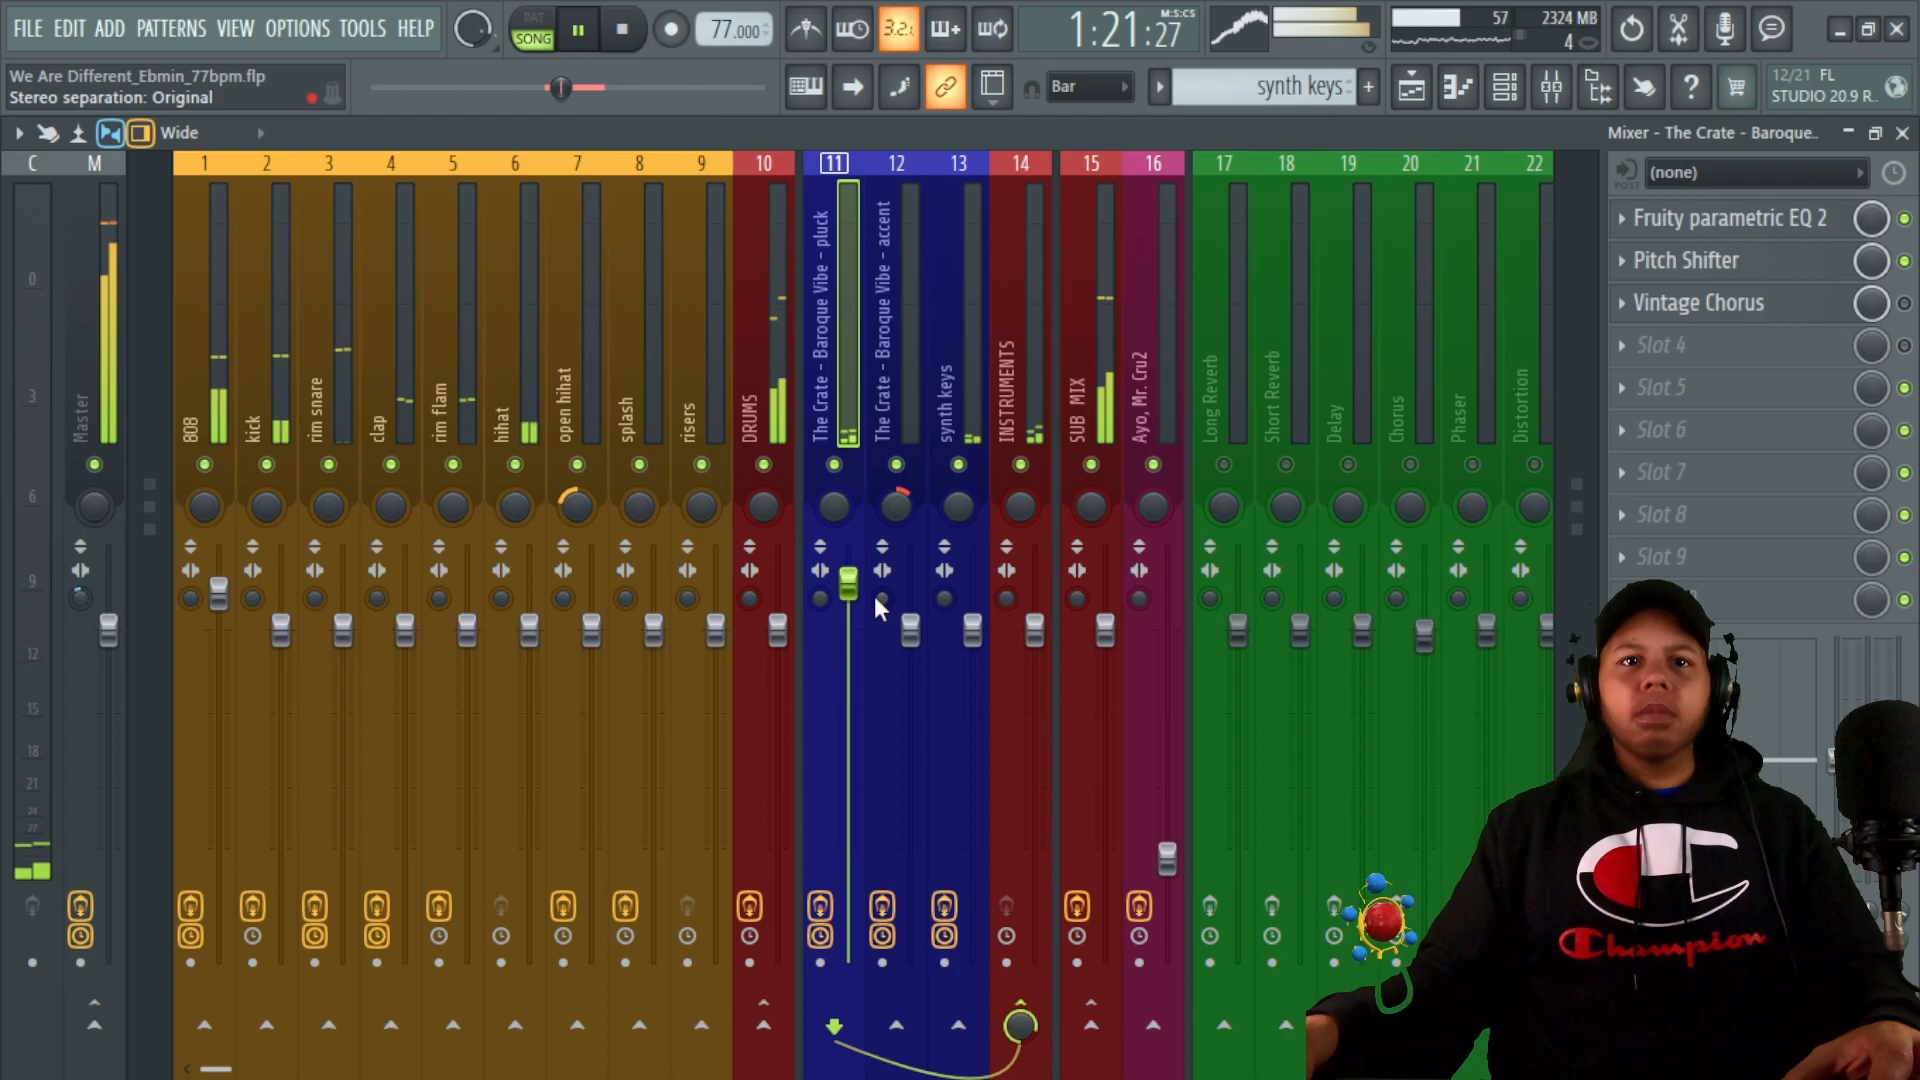 FILE EDIT ADD PATTERNS VIEW OPTIONS TOOLS HELP
PAT
SONG
77.000
3.2.
1:21:27
M:S:CS
57
2324 MB
4
We Are Different_Ebmin_77bpm.flp
Stereo separation: Original
Bar
synth keys
+
?
12/21 FL
STUDIO 20.9 R..
Wide
Mixer - The Crate - Baroque..
C M 1 2 3 4 5 6 7 8 9 10 11 12 13 14 15 16 17 18 19 20 21 22
POST
(none)
Fruity parametric EQ 2
Pitch Shifter
Vintage Chorus
Slot 4
Slot 5
Slot 6
Slot 7
Slot 8
Slot 9
0
3
6
9
12
15
18
21
24
27
Master
808
kick
rim snare
clap
rim flam
hihat
open hihat
splash
risers
DRUMS
The Crate - Baroque Vibe - pluck
The Crate - Baroque Vibe - accent
synth keys
INSTRUMENTS
SUB MIX
Ayo, Mr. Cru2
Long Reverb
Short Reverb
Delay
Chorus
Phaser
Distortion
Champion